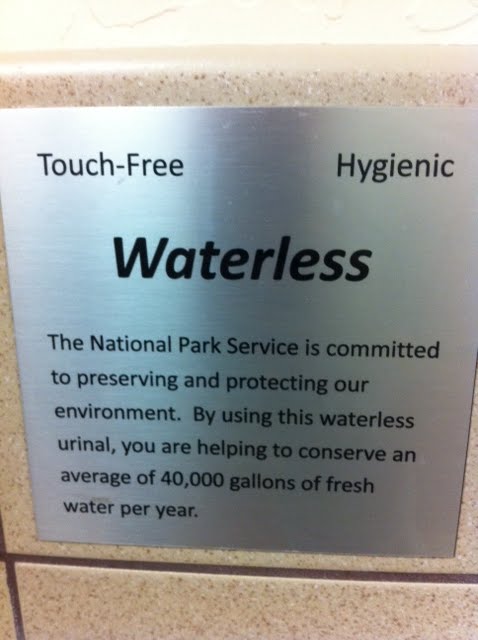 Touch-Free Hygienic
Waterless
The National Park Service is committed
to preserving and protecting our
environment. By using this waterless
urinal, you are helping to conserve an
average of 40,000 gallons of fresh
water per year.